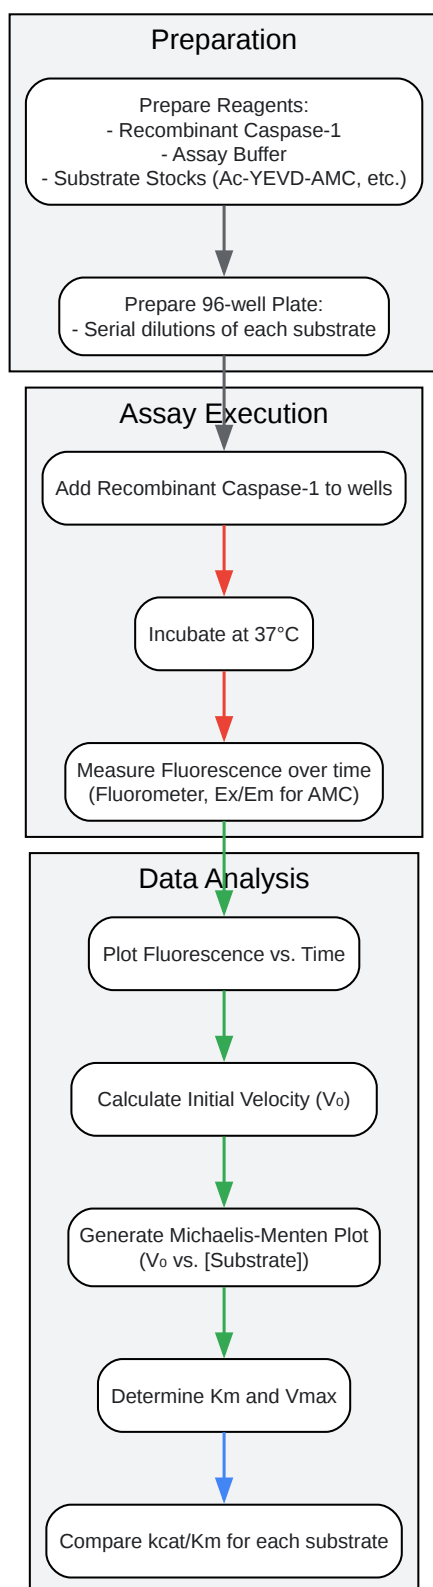 Preparation
Prepare Reagents:
- Recombinant Caspase-1
- Assay Buffer
- Substrate Stocks (Ac-YEVD-AMC, etc.)
Prepare 96-well Plate:
- Serial dilutions of each substrate
Assay Execution
Add Recombinant Caspase-1 to wells
Incubate at 37°C
Measure Fluorescence over time
(Fluorometer, Ex/Em for AMC)
Data Analysis
Plot Fluorescence vs. Time
Calculate Initial Velocity (V₀)
Generate Michaelis-Menten Plot
(V₀ vs. [Substrate])
Determine Km and Vmax
Compare kcat/Km for each substrate